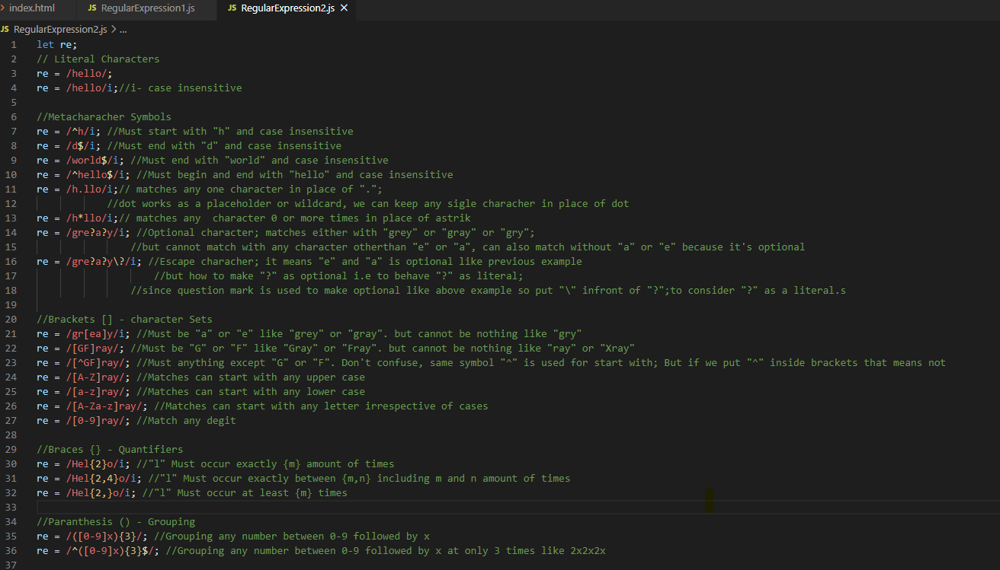 index.html JS RegularExpression1.js JS RegularExpression2.js ×
JS RegularExpression2.js > ...
1 let re;
2 // Literal Characters
3 re = /hello/;
4 re = /hello/i;//i- case insensitive
5
6 //Metacharacher Symbols
7 re = /^h/i; //Must start with "h" and case insensitive
8 re = /d$/i; //Must end with "d" and case insensitive
9 re = /world$/i; //Must end with "world" and case insensitive
10 re = /^hello$/i; //Must begin and end with "hello" and case insensitive
11 re = /h.llo/i;// matches any one character in place of ".";
12 //dot works as a placeholder or wildcard, we can keep any sigle characher in place of dot
13 re = /h*llo/i;// matches any  character 0 or more times in place of astrik
14 re = /gre?a?y/i; //Optional character; matches either with "grey" or "gray" or "gry";
15 //but cannot match with any character otherthan "e" or "a", can also match without "a" or "e" because it's optional
16 re = /gre?a?y\?/i; //Escape characher; it means "e" and "a" is optional like previous example
17 //but how to make "?" as optional i.e to behave "?" as literal;
18 //since question mark is used to make optional like above example so put "\" infront of "?";to consider "?" as a literal.s
19
20 //Brackets [] - character Sets
21 re = /gr[ea]y/i; //Must be "a" or "e" like "grey" or "gray". but cannot be nothing like "gry"
22 re = /[GF]ray/; //Must be "G" or "F" like "Gray" or "Fray". but cannot be nothing like "ray" or "Xray"
23 re = /[^GF]ray/; //Must anything except "G" or "F". Don't confuse, same symbol "^" is used for start with; But if we put "^" inside brackets that means not
24 re = /[A-Z]ray/; //Matches can start with any upper case
25 re = /[a-z]ray/; //Matches can start with any lower case
26 re = /[A-Za-z]ray/; //Matches can start with any letter irrespective of cases
27 re = /[0-9]ray/; //Match any degit
28
29 //Braces {} - Quantifiers
30 re = /Hel{2}o/i; //"l" Must occur exactly {m} amount of times
31 re = /Hel{2,4}o/i; //"l" Must occur exactly between {m,n} including m and n amount of times
32 re = /Hel{2,}o/i; //"l" Must occur at least {m} times
33
34 //Paranthesis () - Grouping
35 re = /([0-9]x){3}/; //Grouping any number between 0-9 followed by x
36 re = /^([0-9]x){3}$/; //Grouping any number between 0-9 followed by x at only 3 times like 2x2x2x
37